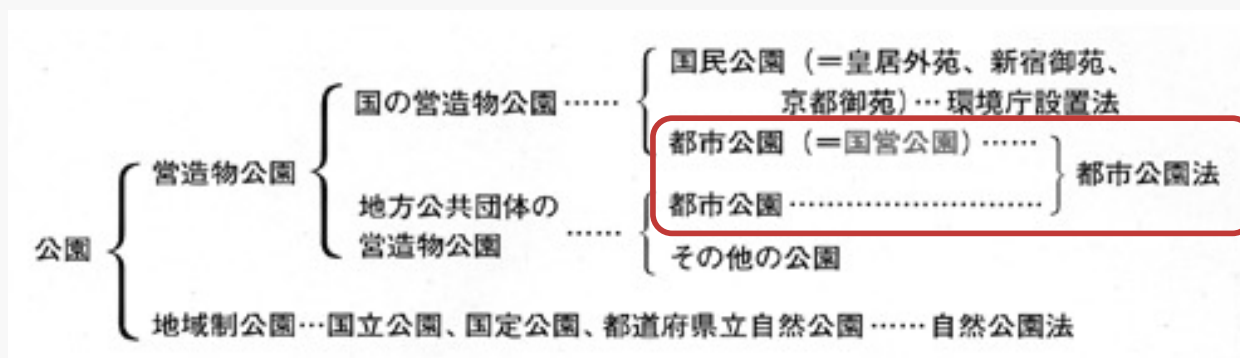 国民公園（＝皇居外苑、新宿御苑、
国の営造物公園……
京都御苑）…環境庁設置法
都市公園（＝国営公園）……
営造物公園
都市公園法
地方公共団体の
都市公園…………………………
営造物公園
……
公園
その他の公園
地域制公園…国立公園、国定公園、都道府県立自然公園……自然公園法